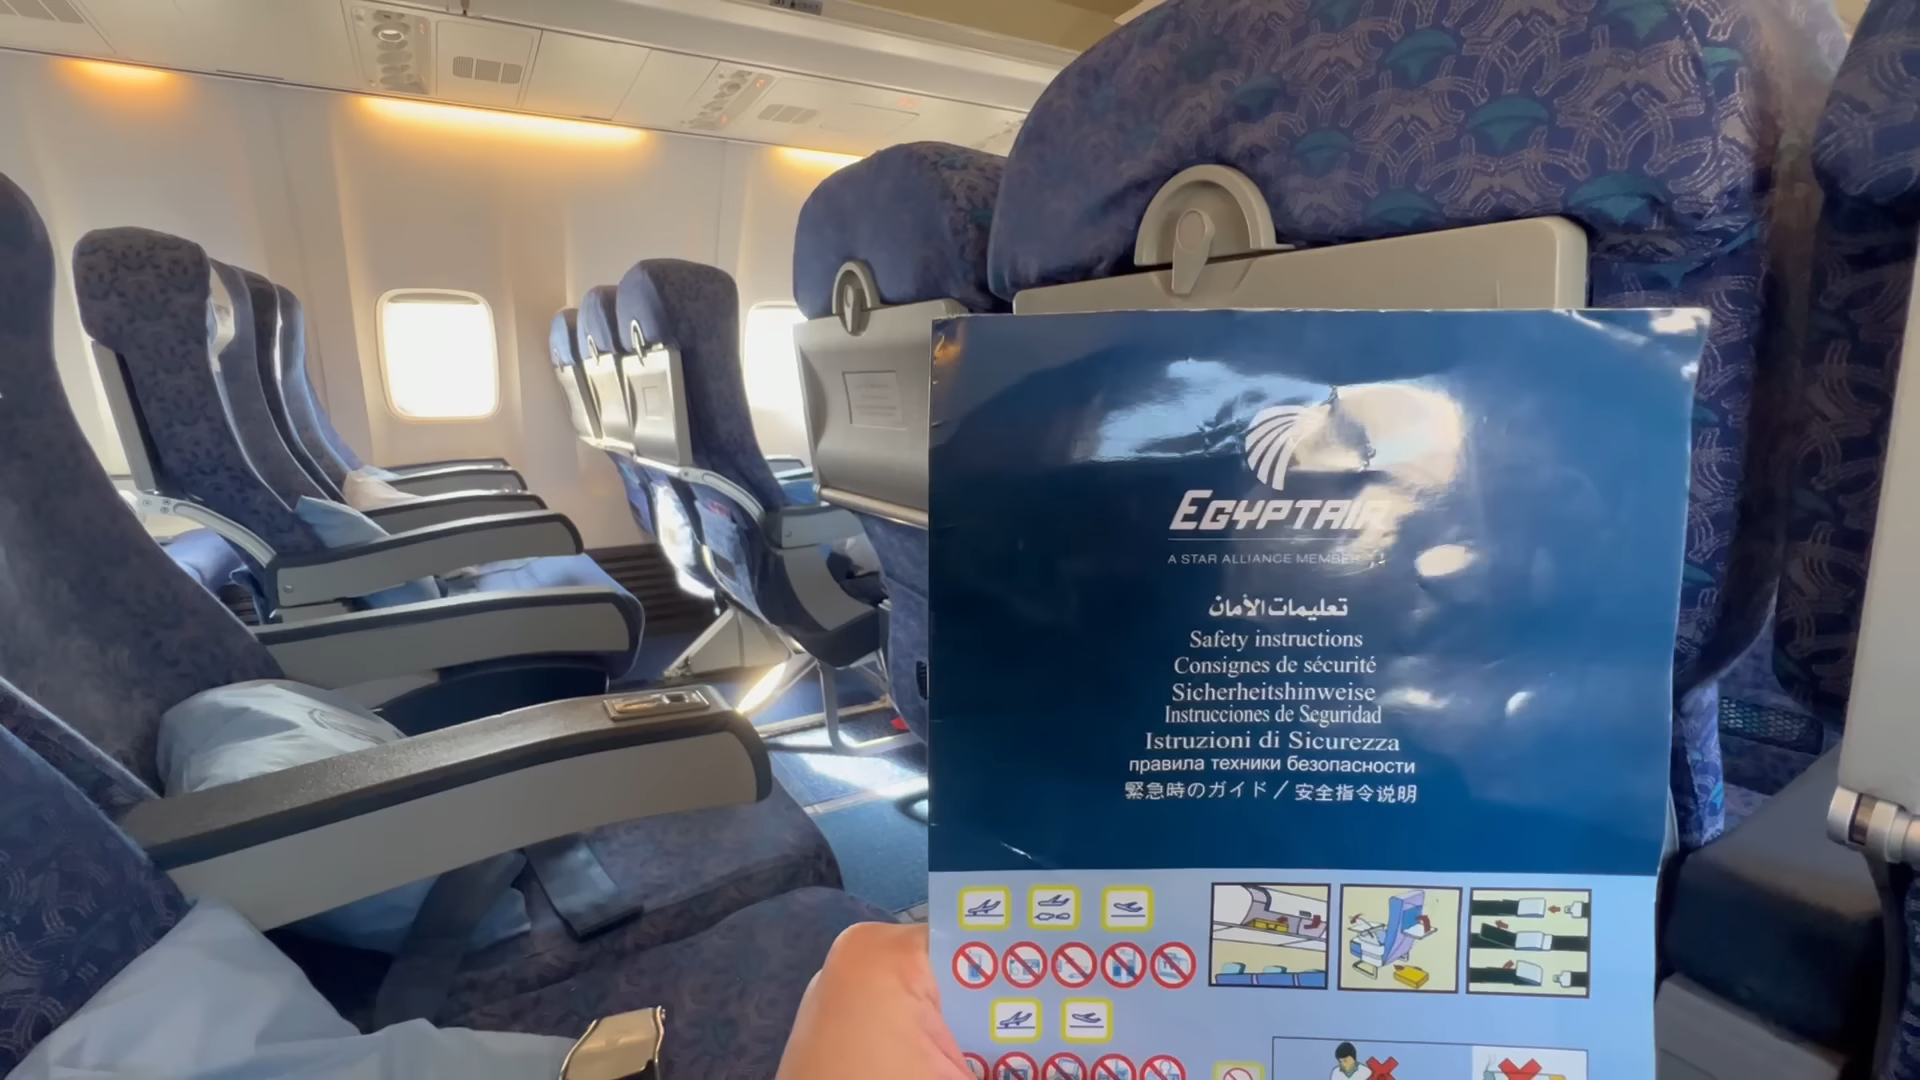 EGYPTAIR
A STAR ALLIANCE MEMBER
تعليمات الأمان
Safety instructions
Consignes de sécurité
Sicherheitshinweise
Instrucciones de Seguridad
Istruzioni di Sicurezza
правила техники безопасности
緊急時のガイド / 安全指令说明